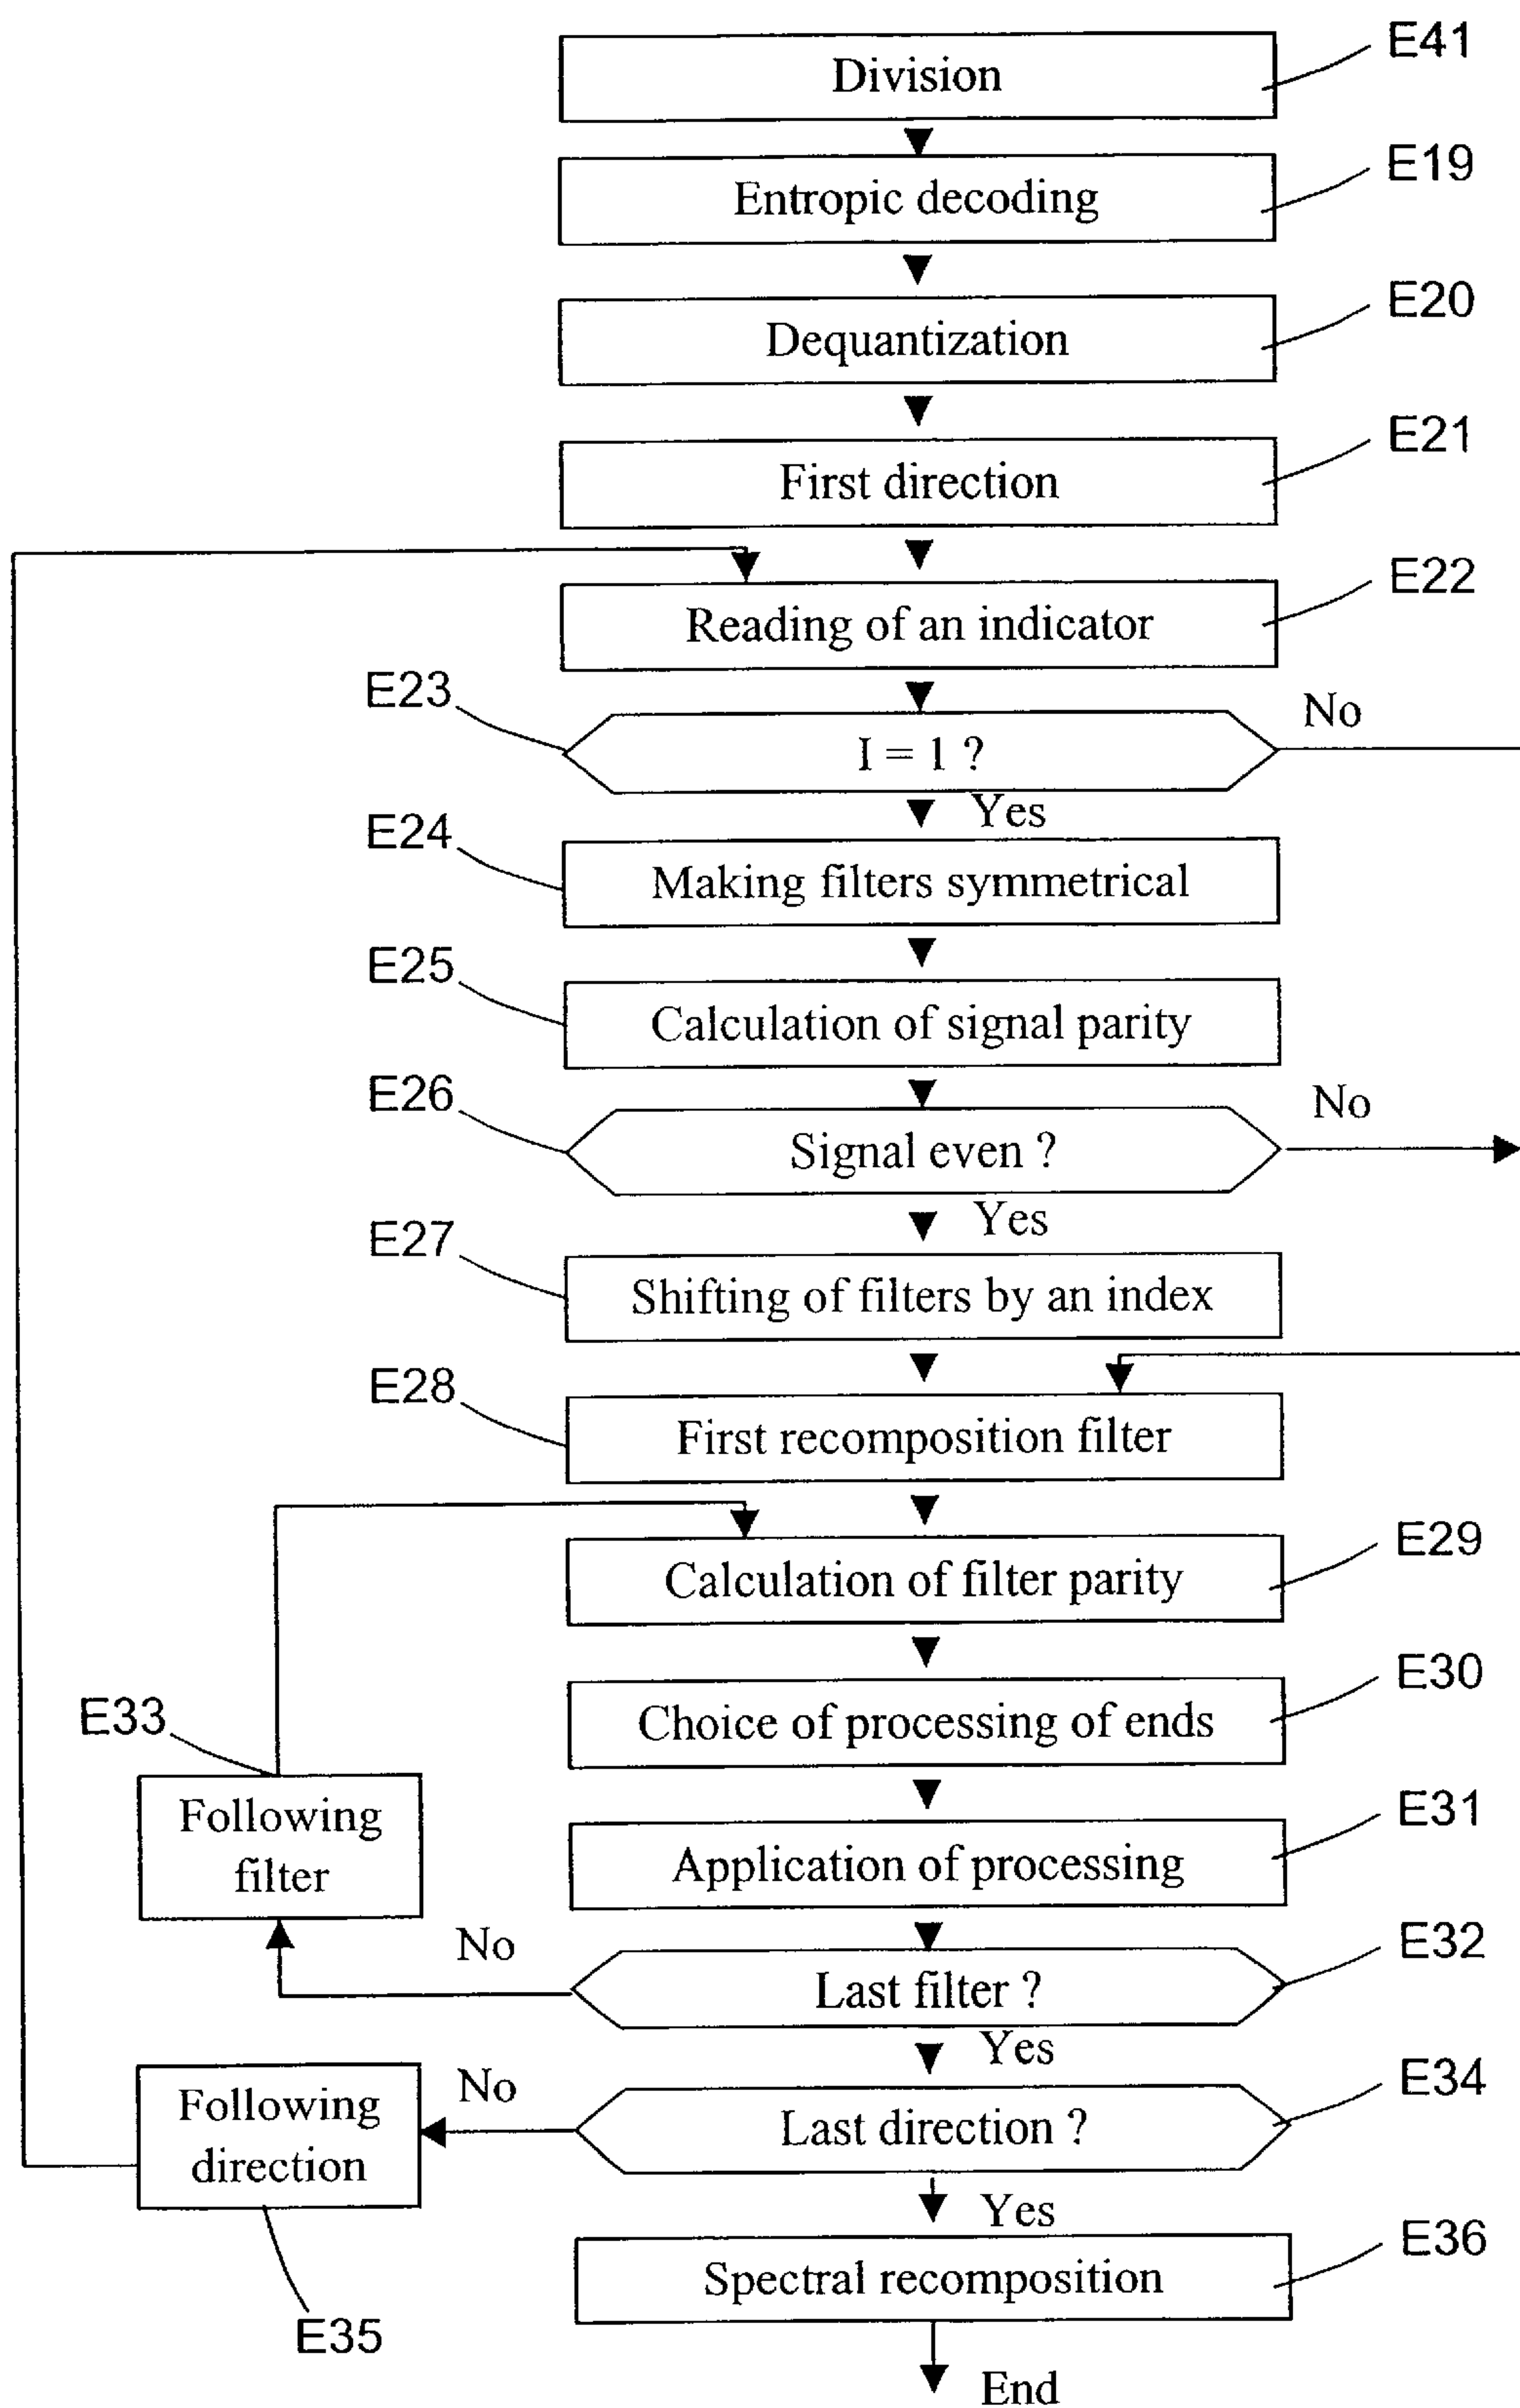 E41
Division
E19
Entropic decoding
E20
Dequantization
E21
First direction
E22
Reading of an indicator
E23
No
I = 1 ?
Yes
E24
Making filters symmetrical
E25
Calculation of signal parity
E26
No
Signal even ?
Yes
E27
Shifting of filters by an index
E28
First recomposition filter
E29
Calculation of filter parity
E30
Choice of processing of ends
E33
Following
filter
E31
Application of processing
No
E32
Last filter ?
Yes
E34
No
Following
direction
Last direction ?
Yes
E36
Spectral recomposition
E35
End